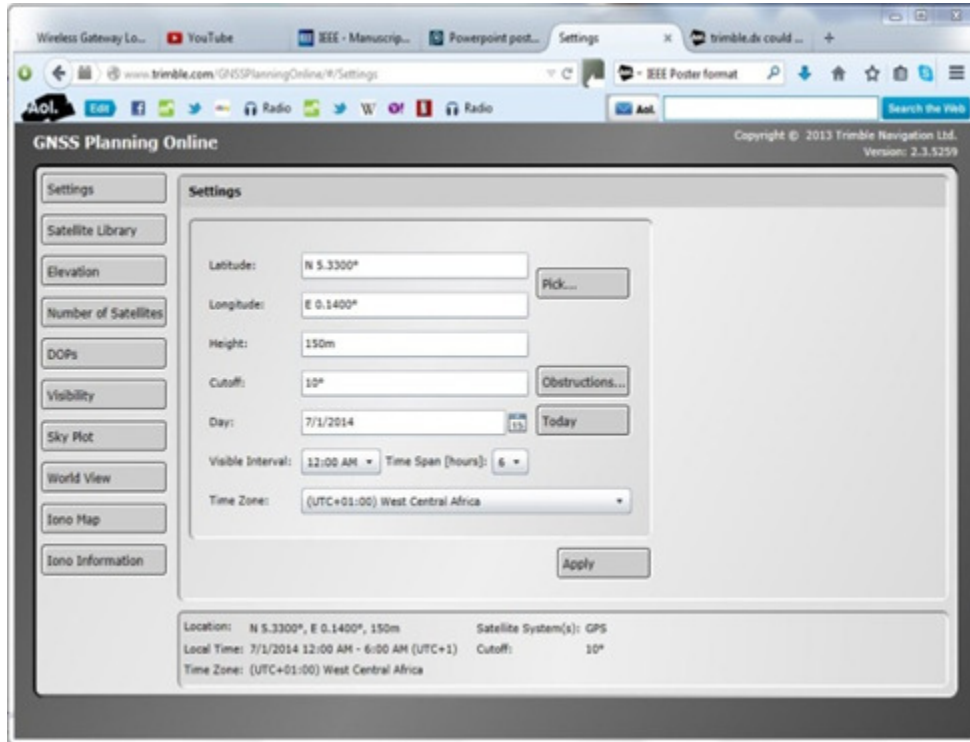 Wireless Gateway Lo...
YouTube
IEEE - Manuscrip...
Powerpoint post...
Settings
trimble.dx could ...
www.trimble.com/GNSSPlanningOnline/#/Settings
IEEE Poster format
Aol.
Edit
Radio
Radio
Aol.
Search the Web
GNSS Planning Online
Copyright © 2013 Trimble Navigation Ltd.
Version: 2.3.5259
Settings
Satellite Library
Elevation
Number of Satellites
DOPs
Visibility
Sky Plot
World View
Iono Map
Iono Information
Settings
Latitude: N 5.3300°
Pick...
Longitude: E 0.1400°
Height: 150m
Cutoff: 10° Obstructions...
Day: 7/1/2014 15 Today
Visible Interval: 12:00 AM Time Span [hours]: 6
Time Zone: (UTC+01:00) West Central Africa
Apply
Location: N 5.3300°, E 0.1400°, 150m Satellite System(s): GPS
Local Time: 7/1/2014 12:00 AM - 6:00 AM (UTC+1) Cutoff: 10°
Time Zone: (UTC+01:00) West Central Africa